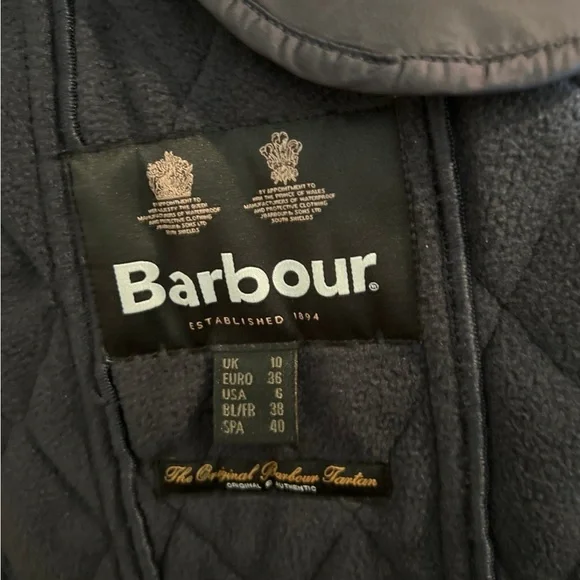 BY APPOINTMENT TO
HER MAJESTY THE QUEEN
MANUFACTURERS OF WATERPROOF
AND PROTECTIVE CLOTHING
J BARBOUR & SONS LTD
SOUTH SHIELDS
BY APPOINTMENT TO
HRH THE PRINCE OF WALES
MANUFACTURERS OF WATERPROOF
AND PROTECTIVE CLOTHING
J BARBOUR & SONS LTD
SOUTH SHIELDS
Barbour®
ESTABLISHED 1894
UK 10
EURO 36
USA 6
BL/FR 38
SPA 40
The Original Barbour Tartan
ORIGINAL & AUTHENTIC